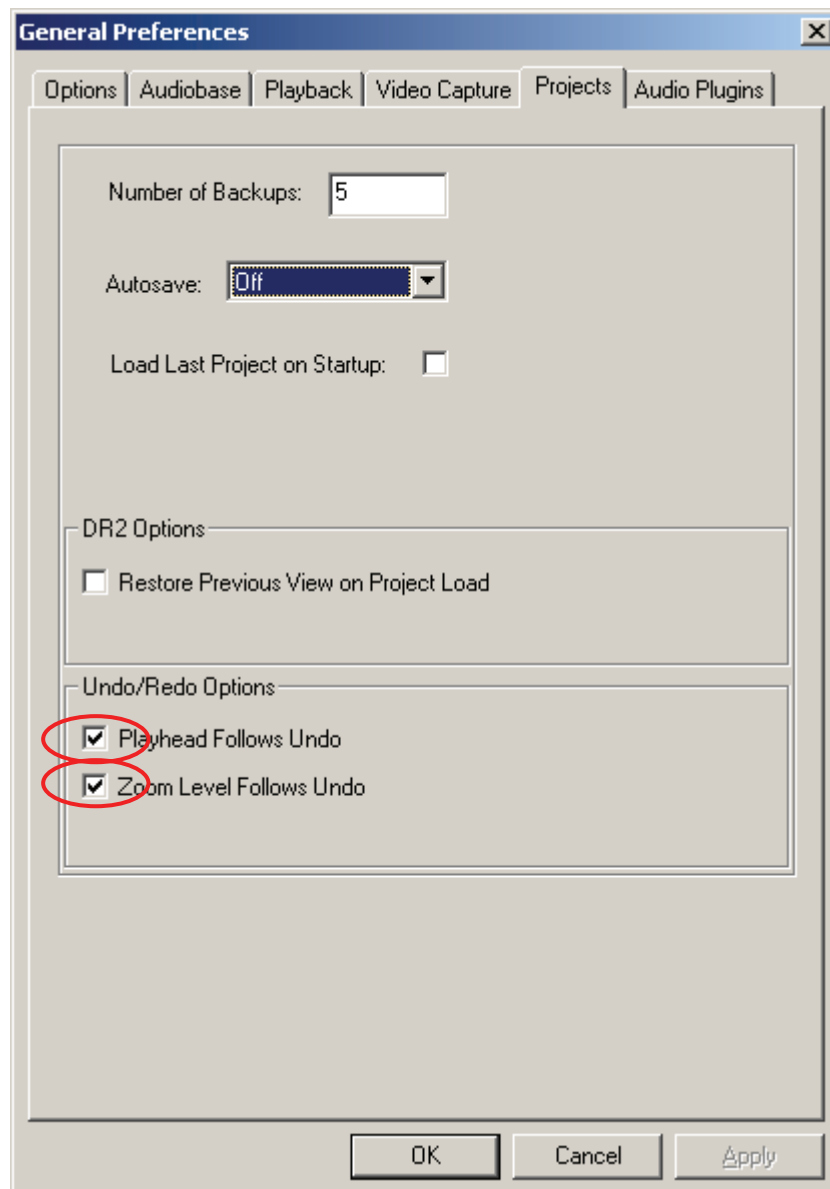 General Preferences
Options Audiobase Playback Video Capture Projects Audio Plugins
Number of Backups: 5
Autosave: Off
Load Last Project on Startup:
DR2 Options
Restore Previous View on Project Load
Undo/Redo Options
Playhead Follows Undo
Zoom Level Follows Undo
OK Cancel Apply